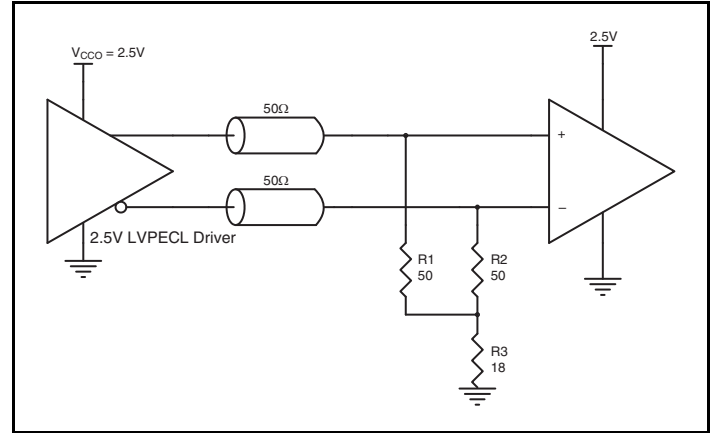 V_CCO = 2.5V
2.5V
50Ω
50Ω
+
–
2.5V LVPECL Driver
R1
50
R2
50
R3
18